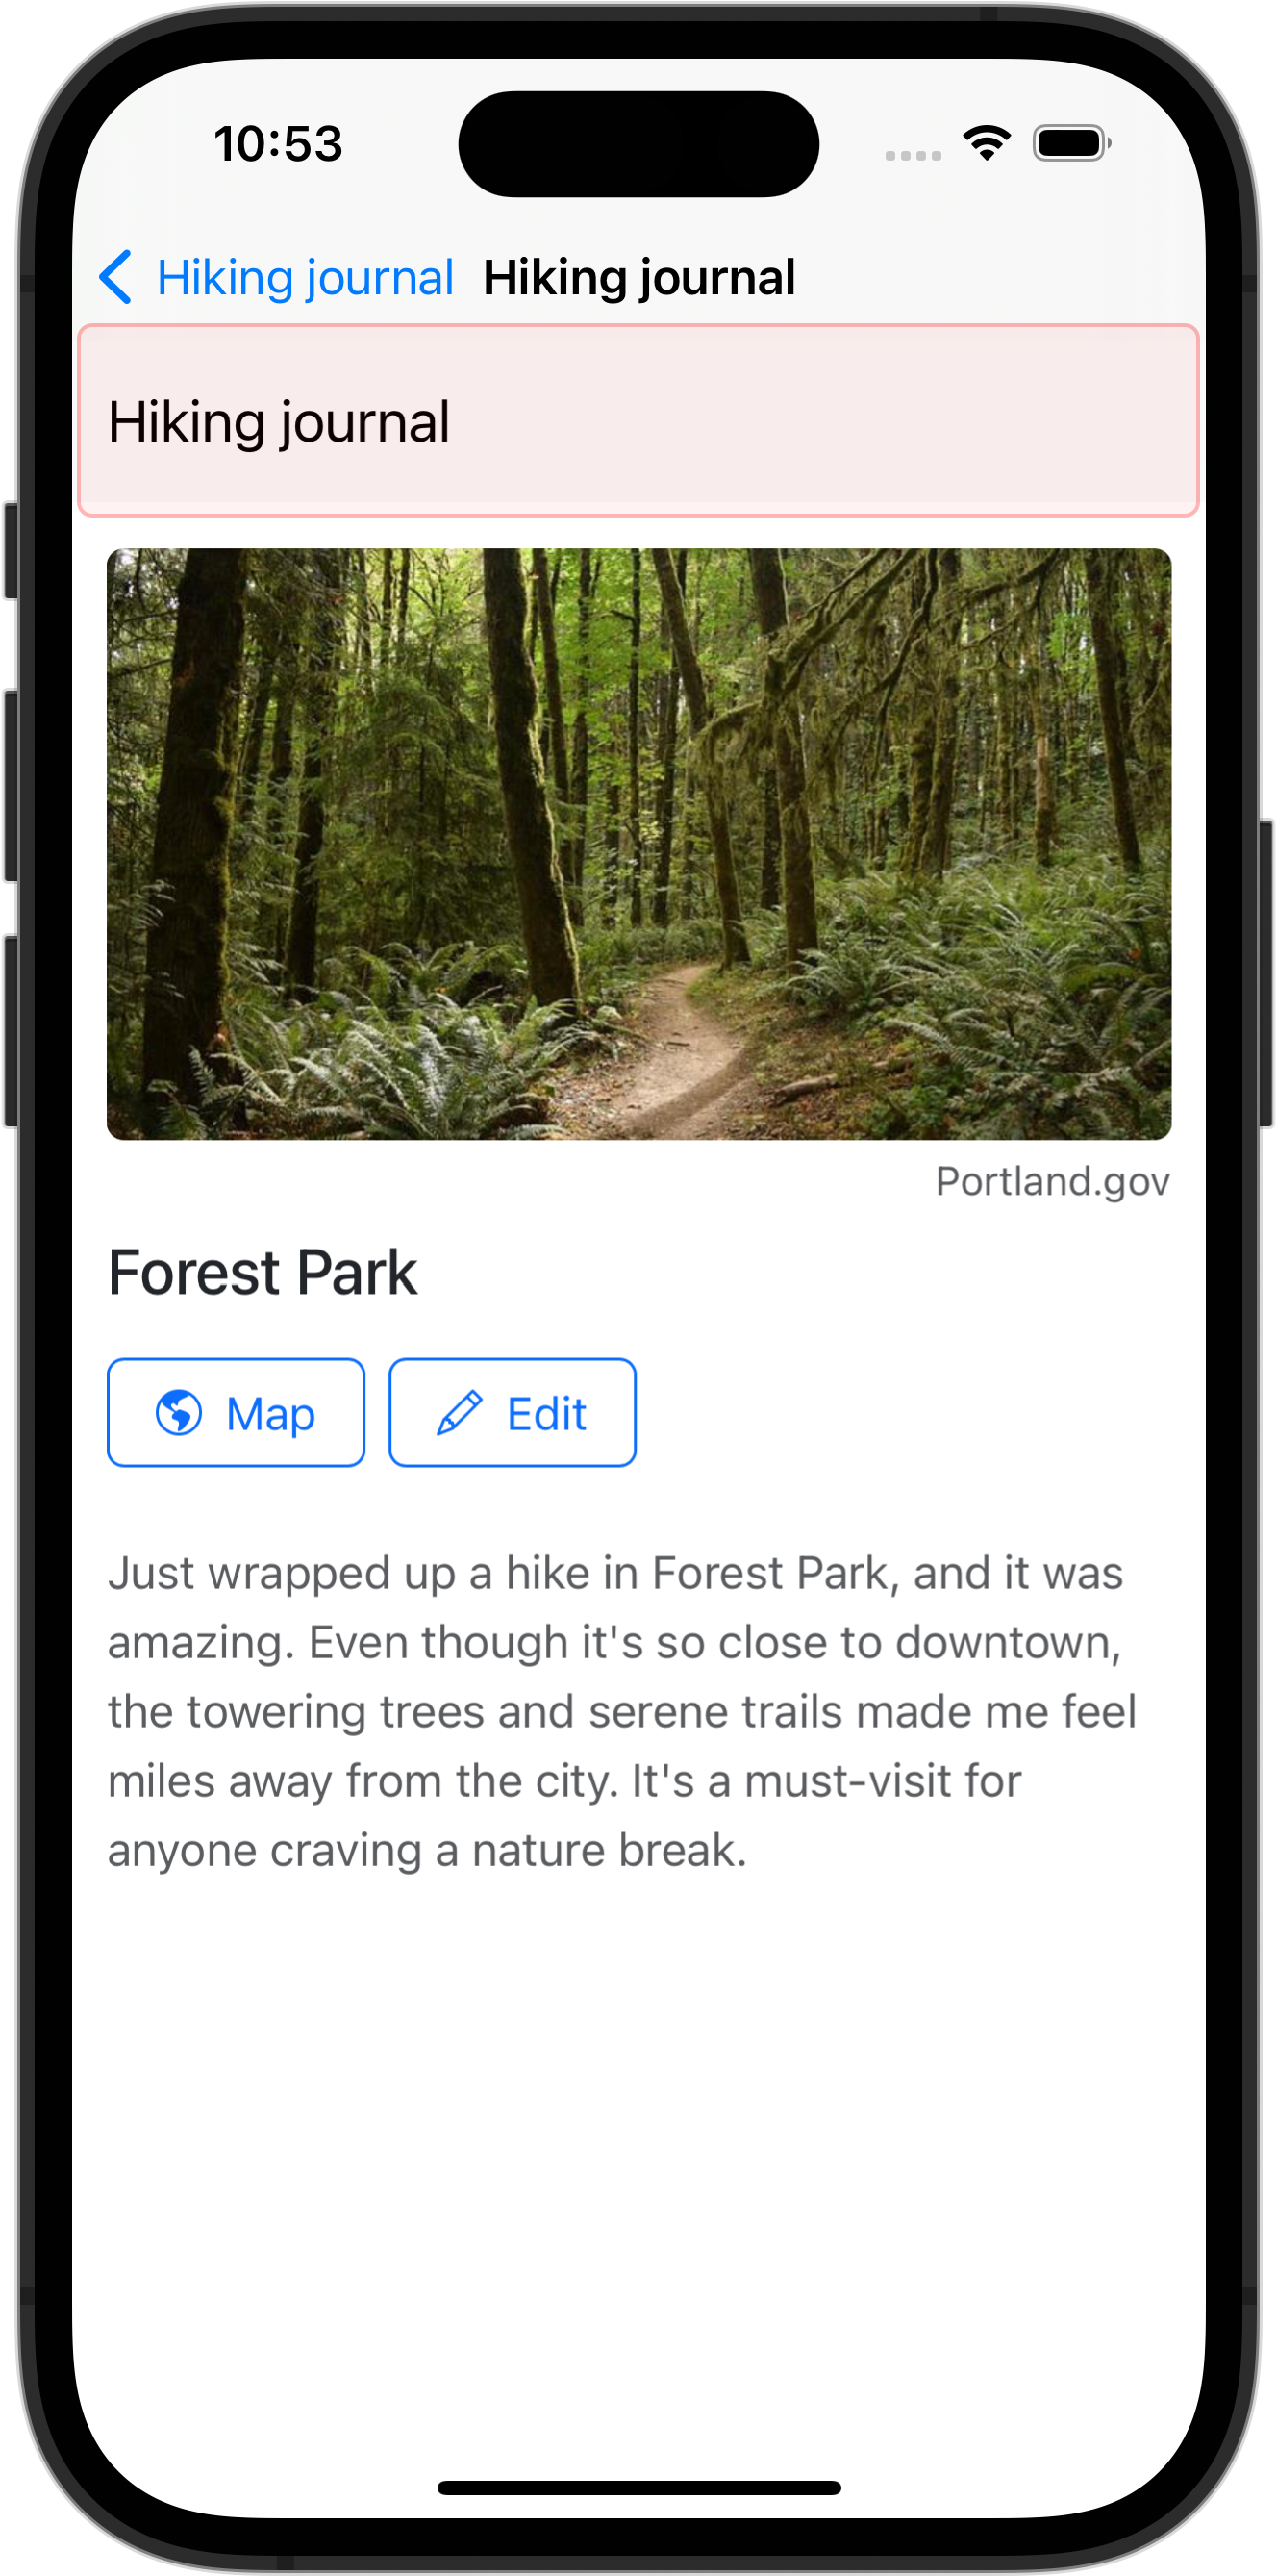 10:53
Hiking journal Hiking journal
Hiking journal
Portland.gov
Forest Park
Map Edit
Just wrapped up a hike in Forest Park, and it was
amazing. Even though it's so close to downtown,
the towering trees and serene trails made me feel
miles away from the city. It's a must-visit for
anyone craving a nature break.